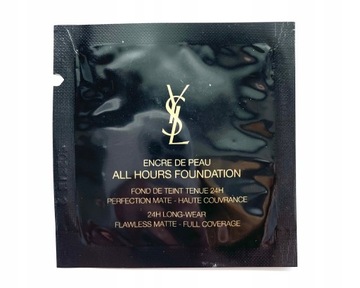 YSL
ENCRE DE PEAU
ALL HOURS FOUNDATION
FOND DE TEINT TENUE 24H
PERFECTION MATE - HAUTE COUVRANCE
24H LONG-WEAR
FLAWLESS MATTE - FULL COVERAGE